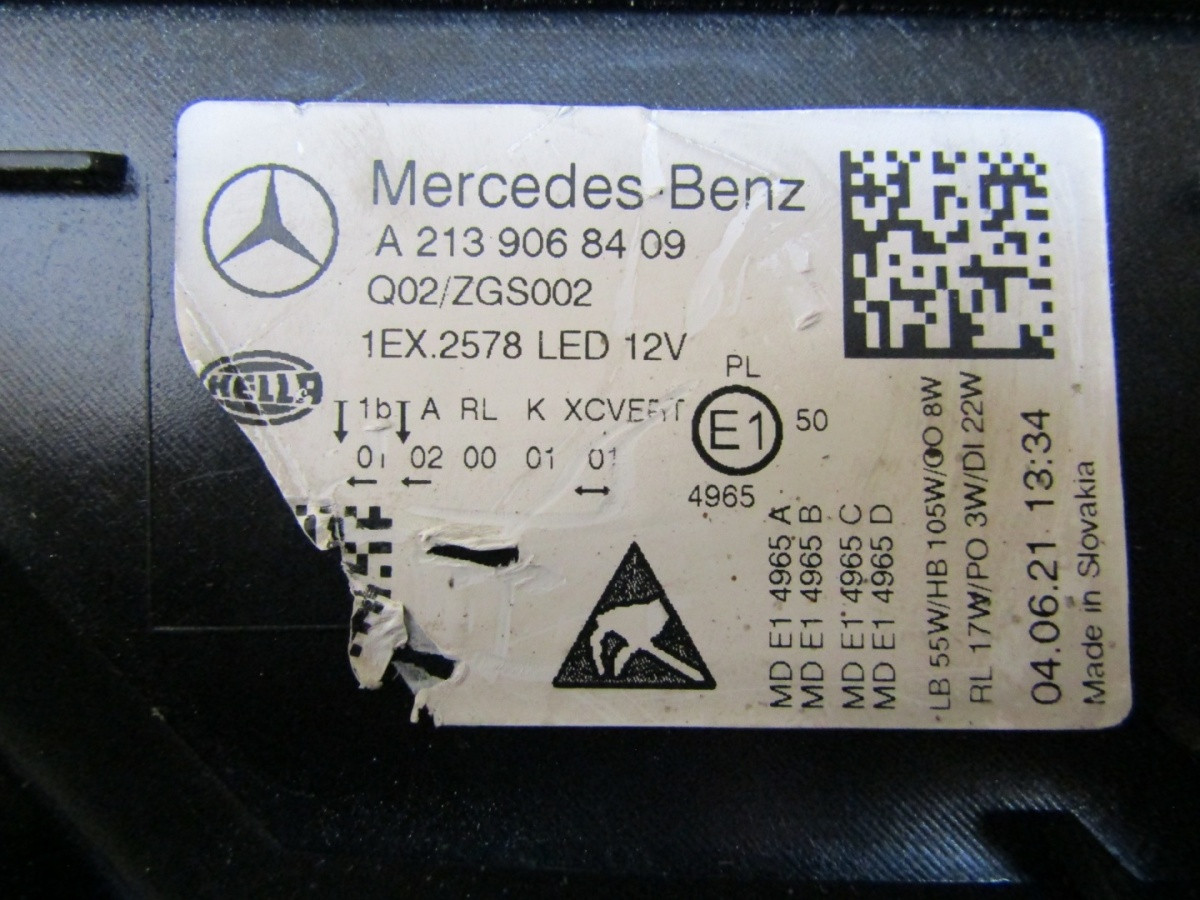 Mercedes-Benz
A 213 906 84 09
Q02/ZGS002
1EX.2578 LED 12V
HELLA
1b A RL K XCVERT
01 02 00 01 01
PL
E1
50
4965
MD E1 4965 A
MD E1 4965 B
MD E1 4965 C
MD E1 4965 D
LB 55W/HB 105W/GO 8W
RL 17W/PO 3W/DI 22W
04.06.21 13:34
Made in Slovakia